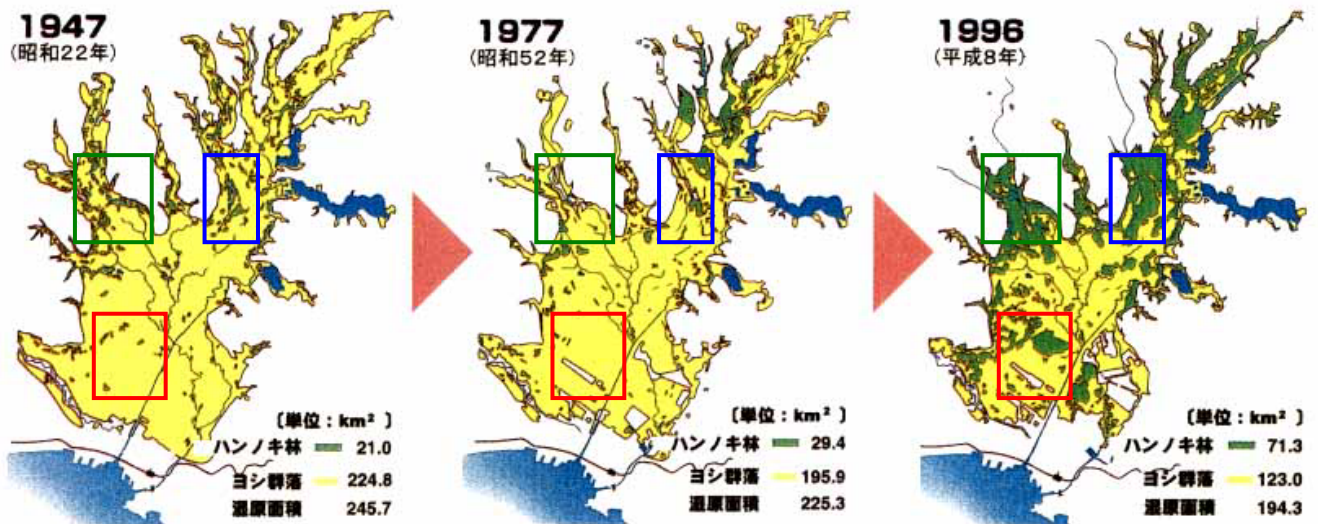 1947
(昭和22年)
〔単位：km²〕
ハンノキ林 21.0
ヨシ群落 224.8
湿原面積 245.7
1977
(昭和52年)
〔単位：km²〕
ハンノキ林 29.4
ヨシ群落 195.9
湿原面積 225.3
1996
(平成8年)
〔単位：km²〕
ハンノキ林 71.3
ヨシ群落 123.0
湿原面積 194.3